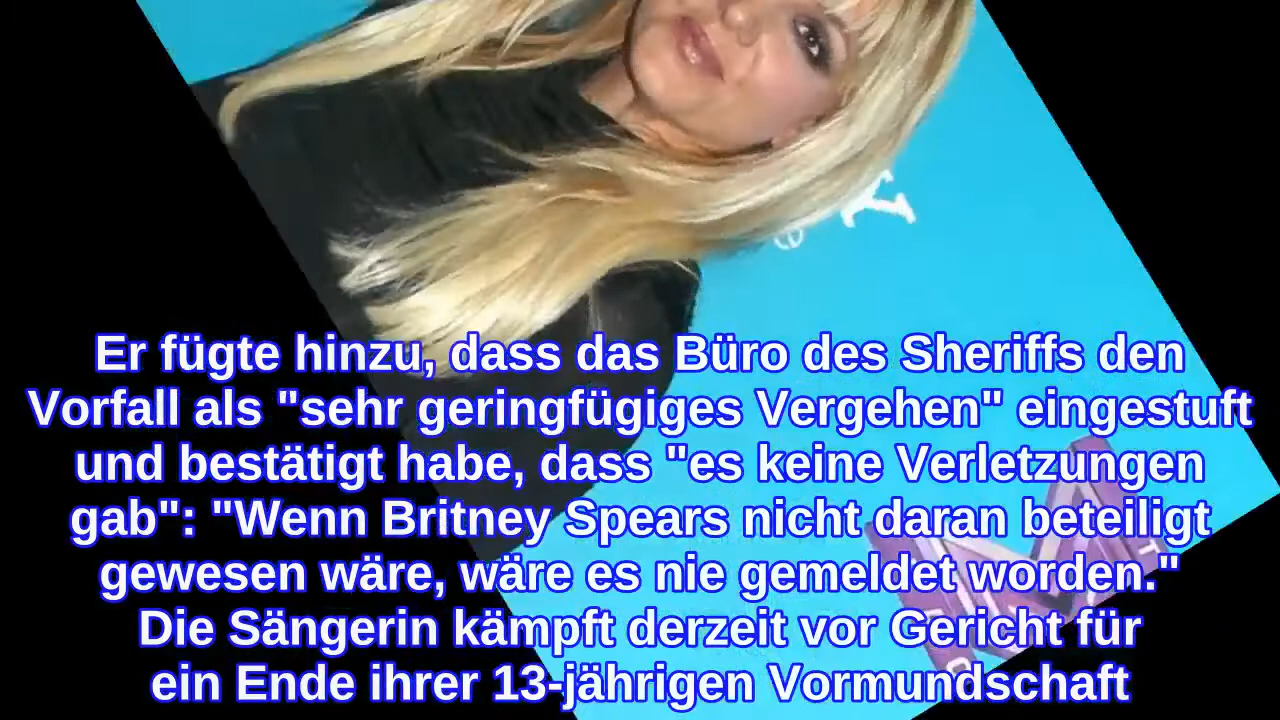 Er fügte hinzu, dass das Büro des Sheriffs den
Vorfall als "sehr geringfügiges Vergehen" eingestuft
und bestätigt habe, dass "es keine Verletzungen
gab": "Wenn Britney Spears nicht daran beteiligt
gewesen wäre, wäre es nie gemeldet worden."
Die Sängerin kämpft derzeit vor Gericht für
ein Ende ihrer 13-jährigen Vormundschaft
Y
e